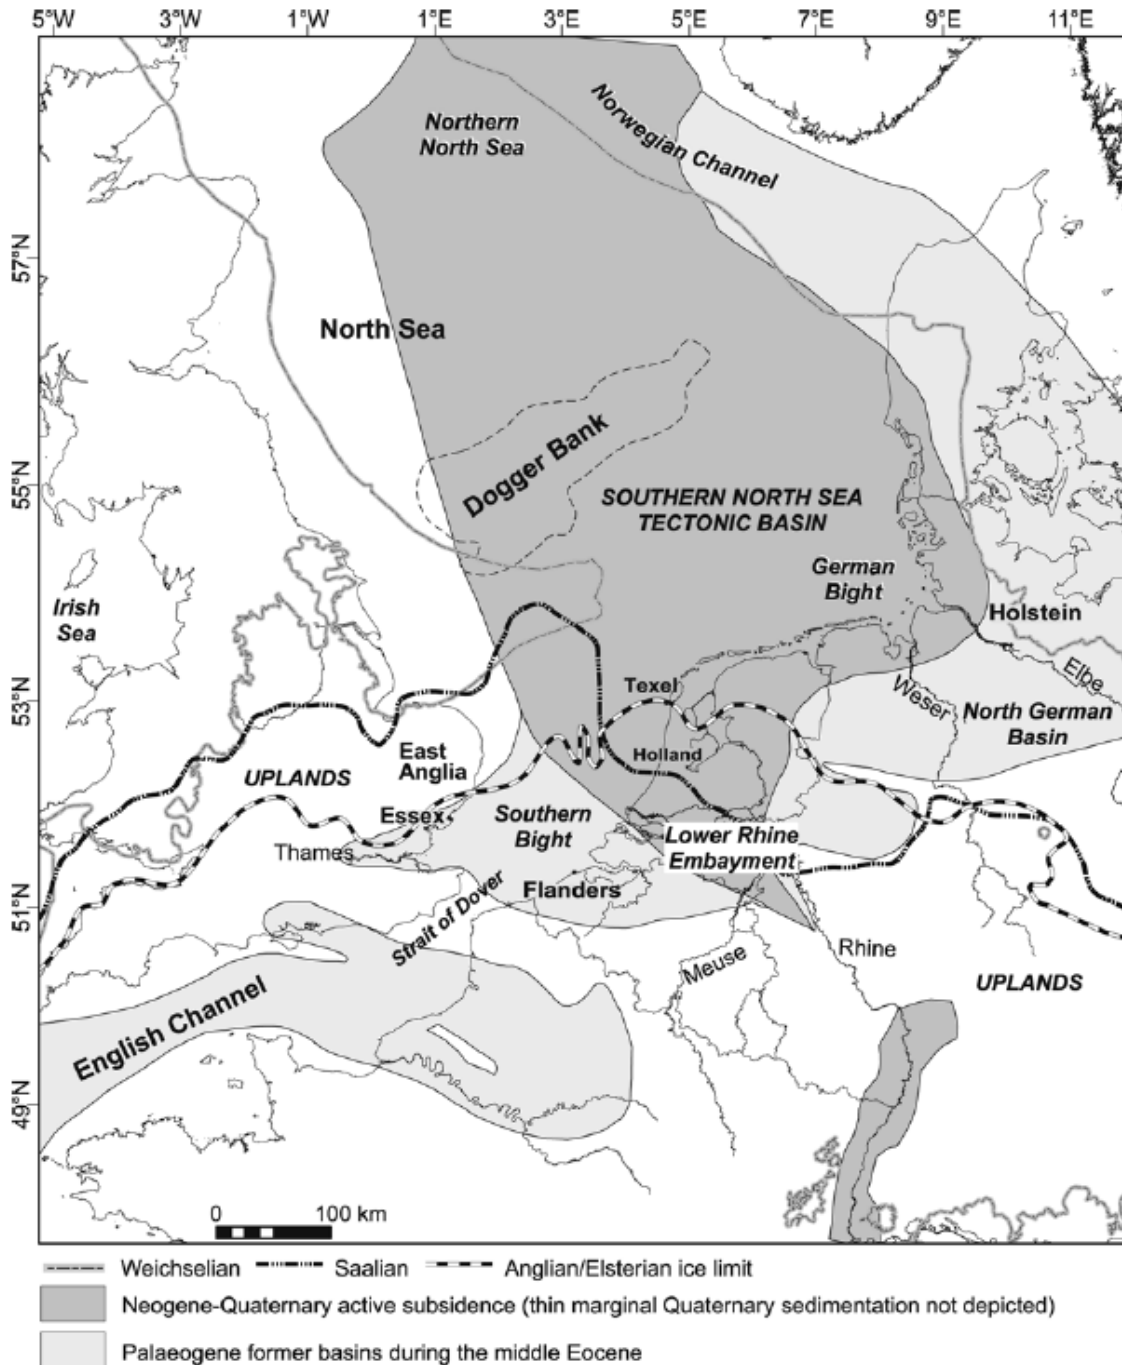 5°W 3°W 1°W 1°E 3°E 5°E 7°E 9°E 11°E
Northern
North Sea
Norwegian Channel
57°N
North Sea
Dogger Bank
55°N
SOUTHERN NORTH SEA
TECTONIC BASIN
German
Bight
Irish
Sea
Holstein
Elbe
53°N
Texel
Weser
North German
Basin
East
Anglia
Holland
UPLANDS
Essex
Southern
Bight
Thames
Lower Rhine
Embayment
Flanders
51°N
Strait of Dover
Meuse
Rhine
UPLANDS
English Channel
49°N
0 100 km
Weichselian Saalian Anglian/Elsterian ice limit
Neogene-Quaternary active subsidence (thin marginal Quaternary sedimentation not depicted)
Palaeogene former basins during the middle Eocene